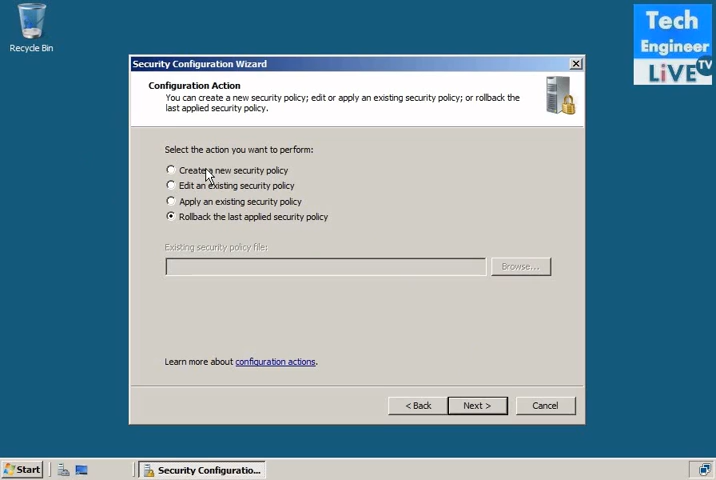 Recycle Bin
Tech
Engineer
LiVE
TV
Security Configuration Wizard
Configuration Action
You can create a new security policy; edit or apply an existing security policy; or rollback the
last applied security policy.
Select the action you want to perform:
Create a new security policy
Edit an existing security policy
Apply an existing security policy
Rollback the last applied security policy
Existing security policy file:
Browse...
Learn more about configuration actions.
< Back
Next >
Cancel
Start
Security Configuratio...